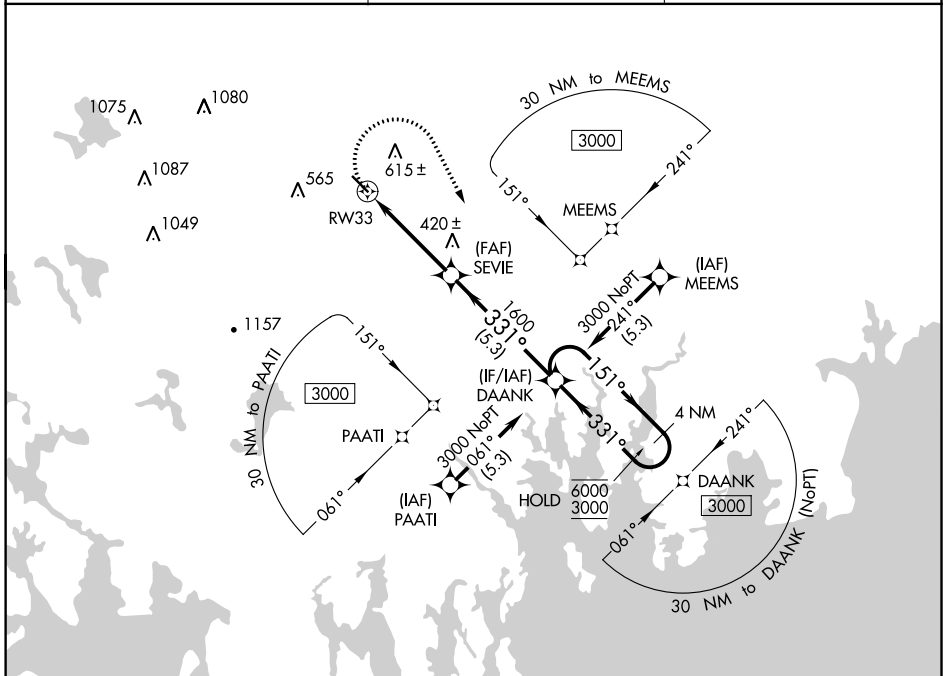 1075
1080
1087
1049
565
615 ±
RW33
420 ±
(FAF)
SEVIE
30 NM to MEEMS
3000
151°
241°
MEEMS
(IAF)
MEEMS
3000 NoPT
241°
(5.3)
1600
331°
(5.3)
(IF/IAF)
DAANK
151°
331°
4 NM
1157
30 NM to PAATI
151°
3000
PAATI
061°
3000 NoPT
061°
(5.3)
(IAF)
PAATI
HOLD
6000
3000
241°
DAANK
3000
061°
30 NM to DAANK (NoPT)